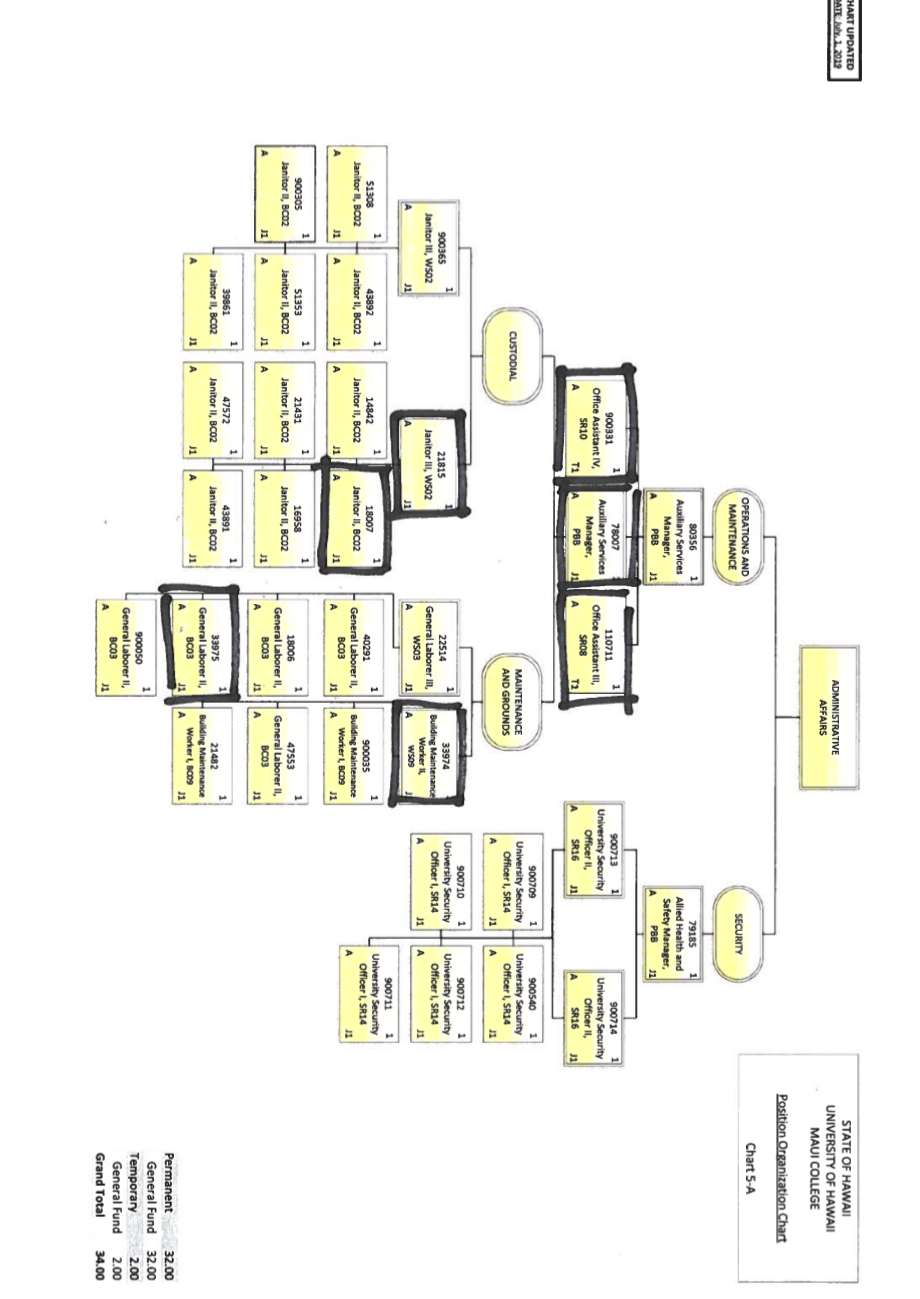 HART UPDATED
ATE: July, 1, 2019
STATE OF HAWAII
UNIVERSITY OF HAWAII
MAUI COLLEGE
Position Organization Chart
Chart 5-A
ADMINISTRATIVE
AFFAIRS
OPERATIONS AND
MAINTENANCE
80356 1
Auxiliary Services
Manager,
PBB
A J1
900331 1
Office Assistant IV,
SR10
A T1
78007 1
Auxiliary Services
Manager,
PBB
A J1
110711 1
Office Assistant III,
SR08
A T1
CUSTODIAL
900365 1
Janitor III, WS02
A J1
21815 1
Janitor III, WS02
A J
51308 1
Janitor II, BC02
A J1
43892 1
Janitor II, BC02
A J1
14842 1
Janitor II, BC02
A J1
18007 1
Janitor II, BC02
A J1
900305 1
Janitor II, BC02
A J1
51353 1
Janitor II, BC02
A J1
21431 1
Janitor II, BC02
A J1
16958 1
Janitor II, BC02
A J1
39861 1
Janitor II, BC02
A J1
47572 1
Janitor II, BC02
A J1
43891 1
Janitor II, BC02
A J1
MAINTENANCE
AND GROUNDS
22514 1
General Laborer III,
WS03
A J1
33974 1
Building Maintenance
Worker II,
WS09
A J
40291 1
General Laborer II,
BC03
A J1
900035 1
Building Maintenance
Worker I, BC09
A J1
18006 1
General Laborer II,
BC03
A J1
47553 1
General Laborer II,
BC03
A J1
33975 1
General Laborer II,
BC03
A J1
21482 1
Building Maintenance
Worker I, BC09
A J1
900050 1
General Laborer II,
BC03
A J1
SECURITY
79185 1
Allied Health and
Safety Manager,
PBB
A J1
900713 1
University Security
Officer II,
SR16
A J1
900714 1
University Security
Officer II,
SR16
A J1
900709 1
University Security
Officer I, SR14
A J1
900540 1
University Security
Officer I, SR14
A J1
900710 1
University Security
Officer I, SR14
A J1
900712 1
University Security
Officer I, SR14
A J1
900711 1
University Security
Officer I, SR14
A J1
Permanent 32.00
General Fund 32.00
Temporary 2.00
General Fund 2.00
Grand Total 34.00